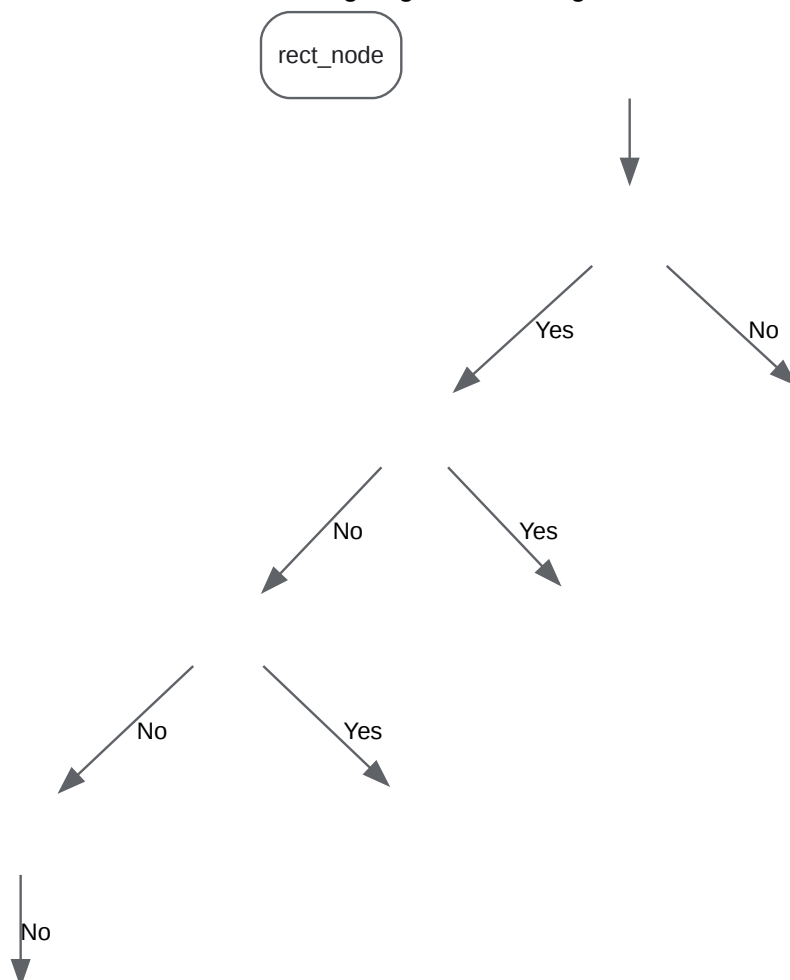 rect_node
Yes
No
No
Yes
No
Yes
No